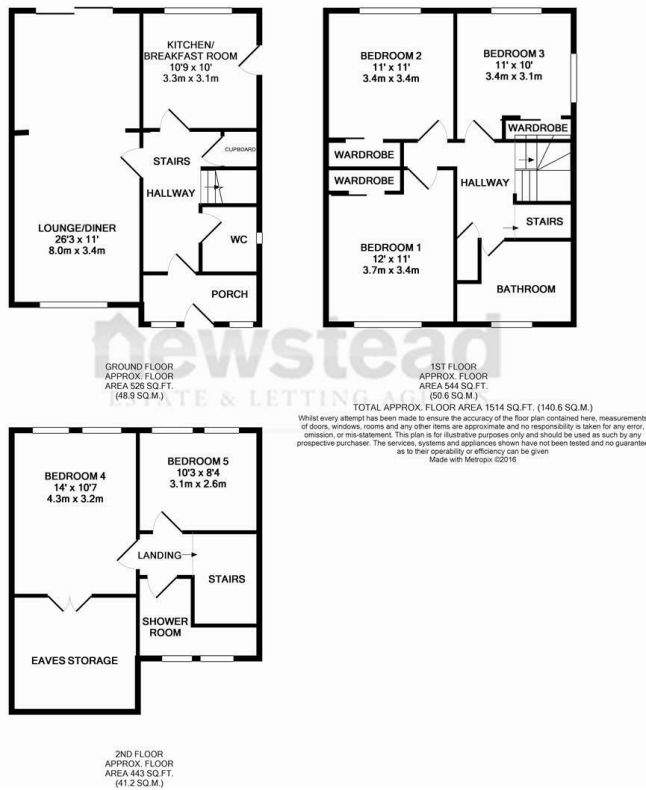 KITCHEN/
BREAKFAST ROOM
10'9 x 10'
3.3m x 3.1m
CUPBOARD
STAIRS
HALLWAY
LOUNGE/DINER
26'3 x 11'
8.0m x 3.4m
WC
PORCH
GROUND FLOOR
APPROX. FLOOR
AREA 526 SQ.FT.
(48.9 S.M.)
BEDROOM 2
11' x 11'
3.4m x 3.4m
BEDROOM 3
11' x 10'
3.4m x 3.1m
WARDROBE
WARDROBE
WARDROBE
HALLWAY
STAIRS
BEDROOM 1
12' x 11'
3.7m x 3.4m
BATHROOM
newstead
ESTATE & LETTING AGENTS
1ST FLOOR
APPROX. FLOOR
AREA 544 SQ.FT.
(50.6 S.M.)
TOTAL APPROX. FLOOR AREA 1514 SQ.FT. (140.6 S.M.)
Whilst every attempt has been made to ensure the accuracy of the floor plan contained here, measurements
of doors, windows, rooms and any other items are approximate and no responsibility is taken for any error,
omission, or mis-statement. This plan is for illustrative purposes only and should be used as such by any
prospective purchaser. The services, systems and appliances shown have not been tested and no guarantee
as to their operability or efficiency can be given
Made with Metropix ©2016
BEDROOM 4
14' x 10'7
4.3m x 3.2m
BEDROOM 5
10'3 x 8'4
3.1m x 2.6m
LANDING
STAIRS
SHOWER
ROOM
EAVES STORAGE
2ND FLOOR
APPROX. FLOOR
AREA 443 SQ.FT.
(41.2 S.M.)